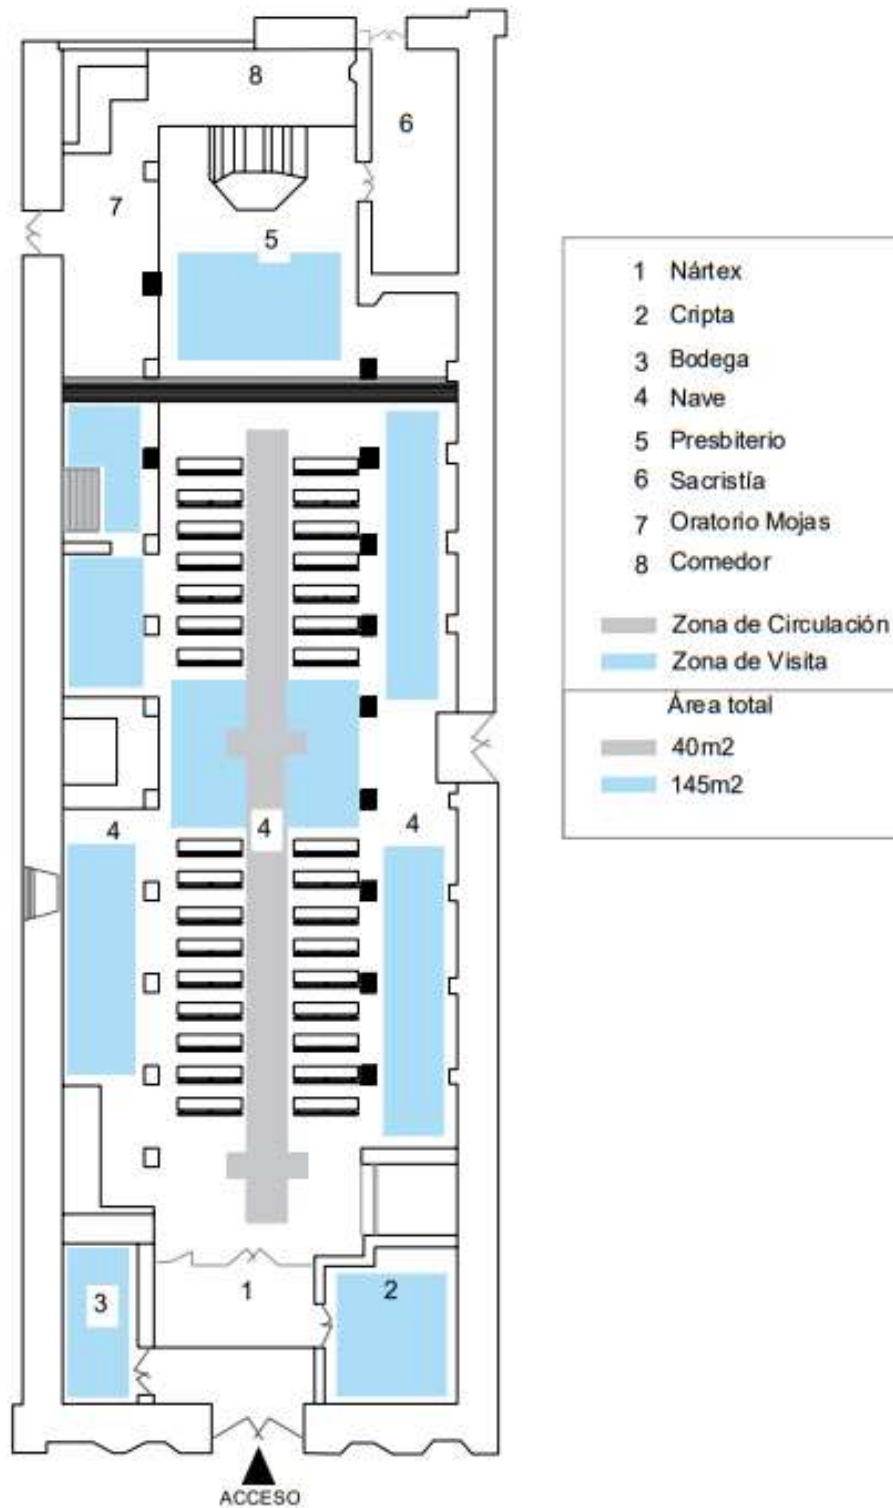 8
6
7
5
4
4
4
1
2
3
ACCESO
1 Nártex
2 Cripta
3 Bodega
4 Nave
5 Presbiterio
6 Sacristía
7 Oratorio Mojas
8 Comedor
Zona de Circulación
Zona de Visita
Área total
40m2
145m2